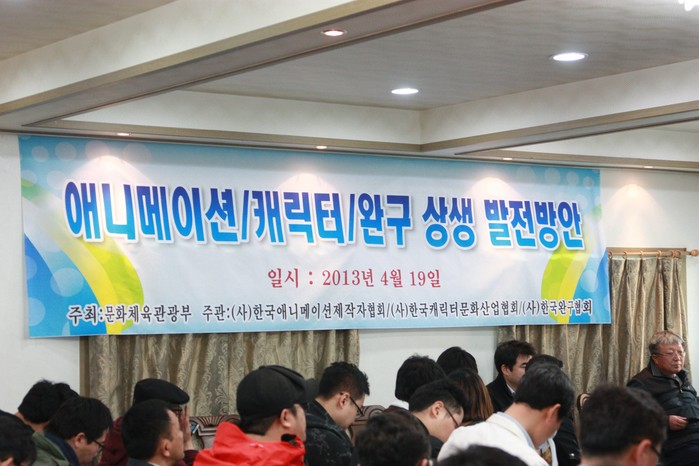 애니메이션/캐릭터/완구 상생 발전방안
일시 : 2013년 4월 19일
주최:문화체육관광부 주관:(사)한국애니메이션제작자협회/(사)한국캐릭터문화산업협회/(사)한국완구협회